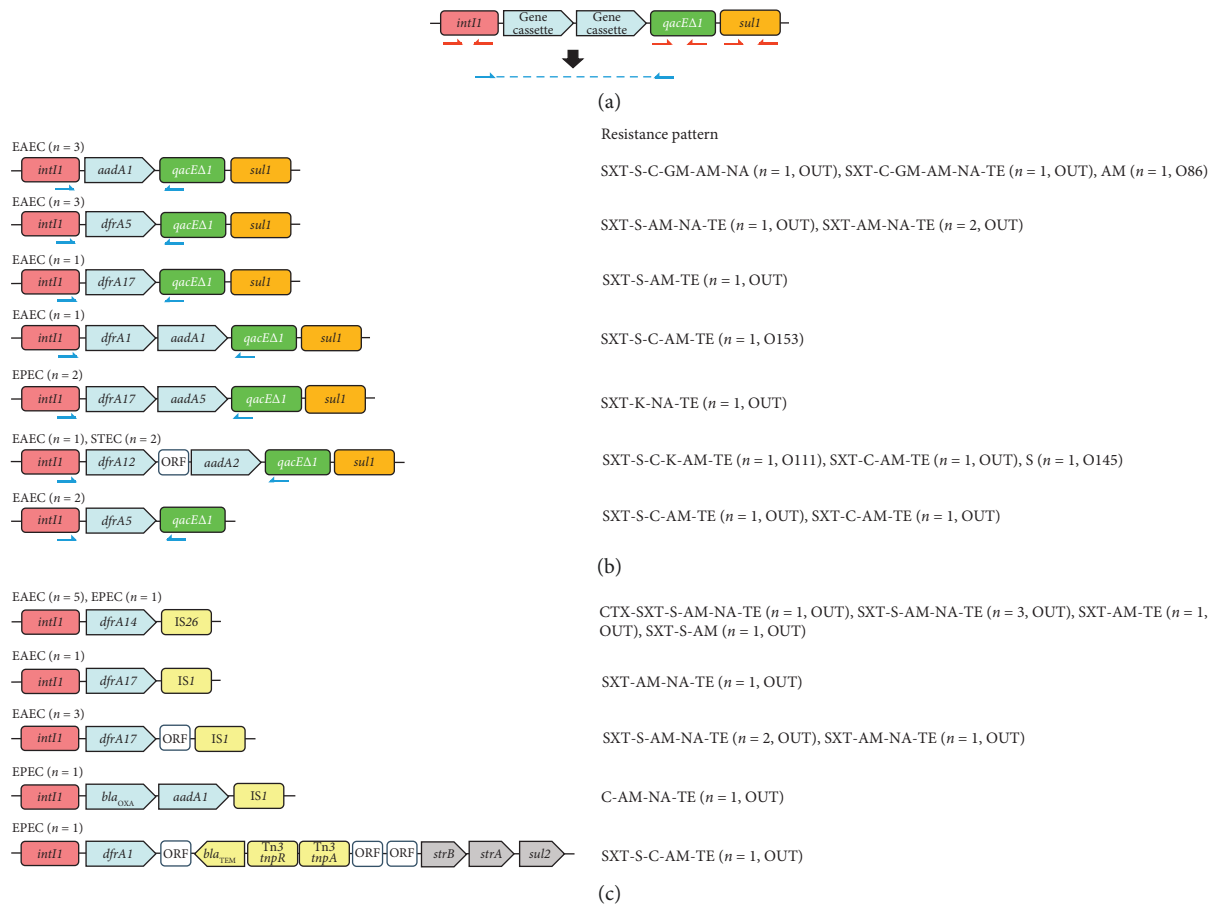 intI1 Gene cassette Gene cassette qacEΔ1 sul1
(a)
Resistance pattern
EAEC (n = 3)
intI1 aadA1 qacEΔ1 sul1 SXT-S-C-GM-AM-NA (n = 1, OUT), SXT-C-GM-AM-NA-TE (n = 1, OUT), AM (n = 1, O86)
EAEC (n = 3)
intI1 dfrA5 qacEΔ1 sul1 SXT-S-AM-NA-TE (n = 1, OUT), SXT-AM-NA-TE (n = 2, OUT)
EAEC (n = 1)
intI1 dfrA17 qacEΔ1 sul1 SXT-S-AM-TE (n = 1, OUT)
EAEC (n = 1)
intI1 dfrA1 aadA1 qacEΔ1 sul1 SXT-S-C-AM-TE (n = 1, O153)
EPEC (n = 2)
intI1 dfrA17 aadA5 qacEΔ1 sul1 SXT-K-NA-TE (n = 1, OUT)
EAEC (n = 1), STEC (n = 2)
intI1 dfrA12 ORF aadA2 qacEΔ1 sul1 SXT-S-C-K-AM-TE (n = 1, O111), SXT-C-AM-TE (n = 1, OUT), S (n = 1, O145)
EAEC (n = 2)
intI1 dfrA5 qacEΔ1 SXT-S-C-AM-TE (n = 1, OUT), SXT-C-AM-TE (n = 1, OUT)
(b)
EAEC (n = 5), EPEC (n = 1)
intI1 dfrA14 IS26 CTX-SXT-S-AM-NA-TE (n = 1, OUT), SXT-S-AM-NA-TE (n = 3, OUT), SXT-AM-TE (n = 1,
OUT), SXT-S-AM (n = 1, OUT)
EAEC (n = 1)
intI1 dfrA17 IS1 SXT-AM-NA-TE (n = 1, OUT)
EAEC (n = 3)
intI1 dfrA17 ORF IS1 SXT-S-AM-NA-TE (n = 2, OUT), SXT-AM-NA-TE (n = 1, OUT)
EPEC (n = 1)
intI1 blaOXA aadA1 IS1 C-AM-NA-TE (n = 1, OUT)
EPEC (n = 1)
intI1 dfrA1 ORF blaTEM Tn3 tnpR Tn3 tnpA ORF ORF strB strA sul2 SXT-S-C-AM-TE (n = 1, OUT)
(c)